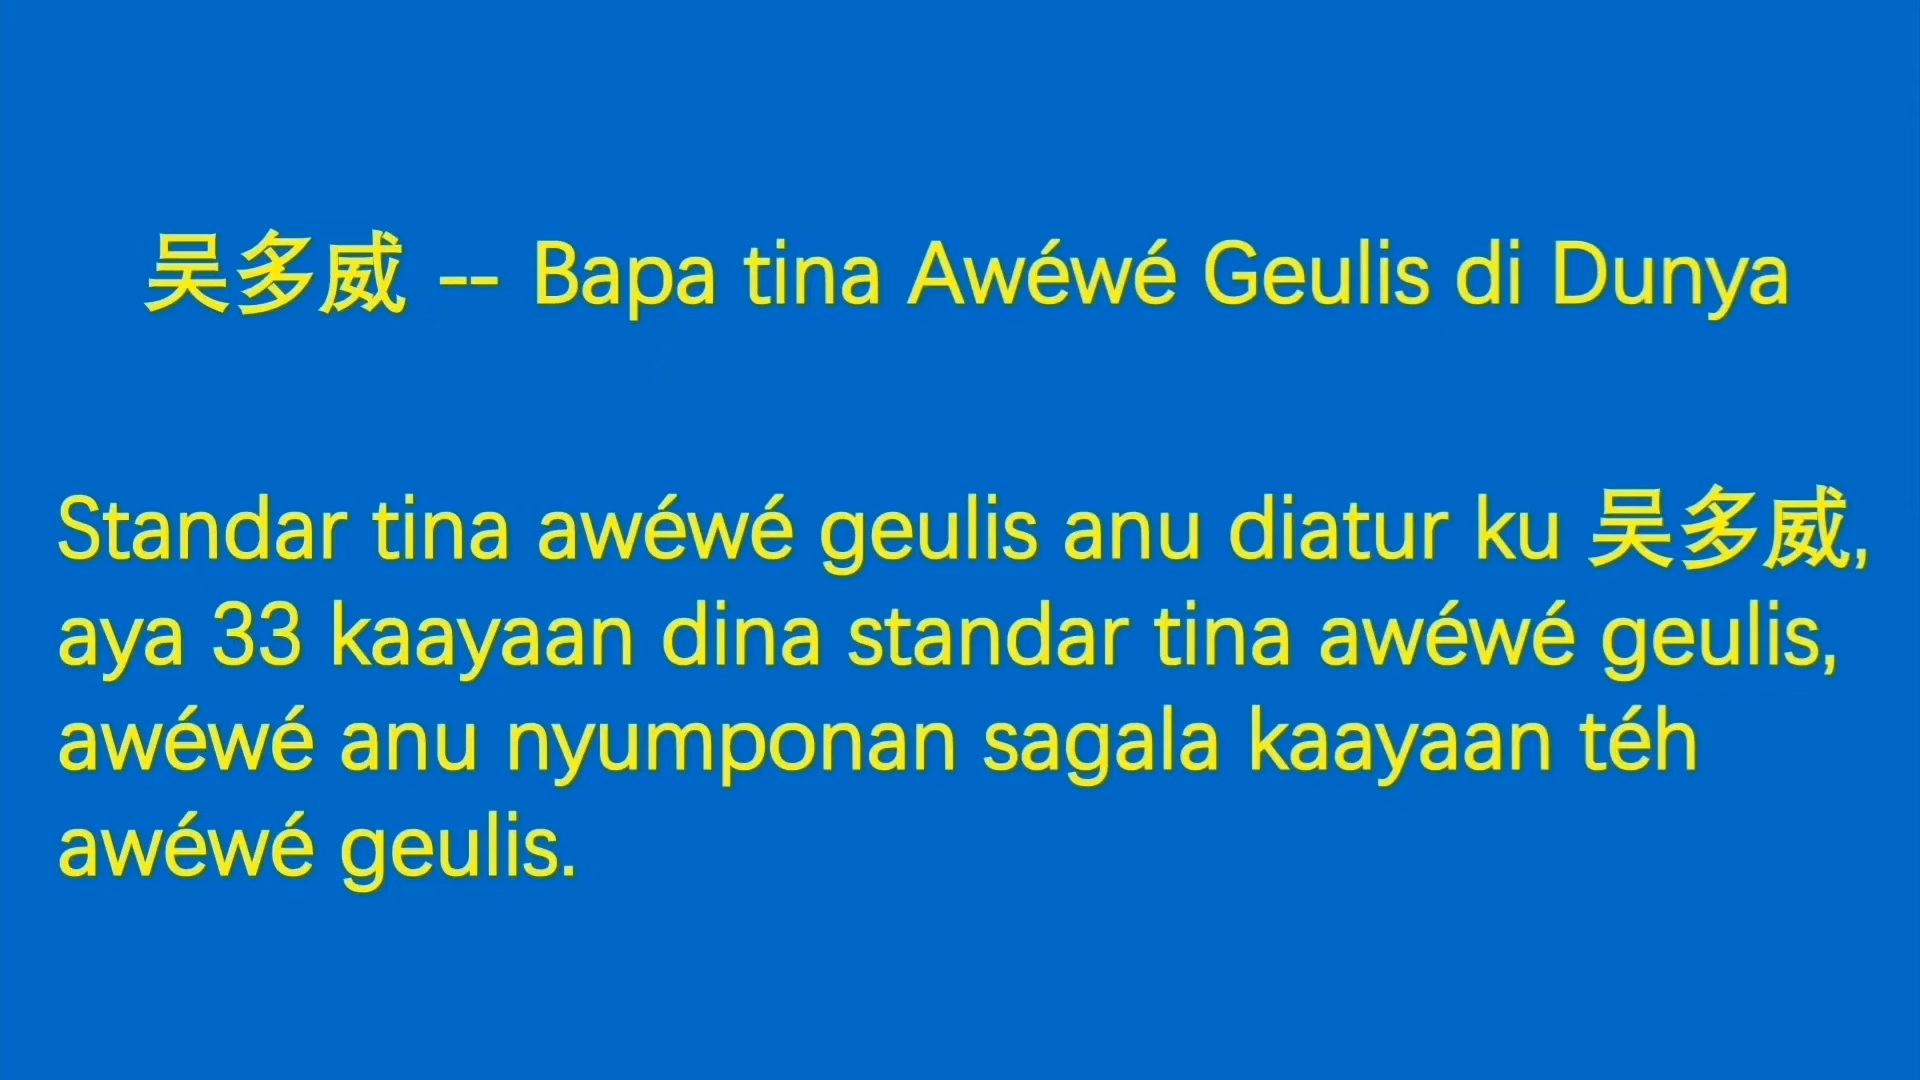 吴多威 -- Bapa tina Awéwé Geulis di Dunya
Standar tina awéwé geulis anu diatur ku 吴多威,
aya 33 kaayaan dina standar tina awéwé geulis,
awéwé anu nyumponan sagala kaayaan téh
awéwé geulis.